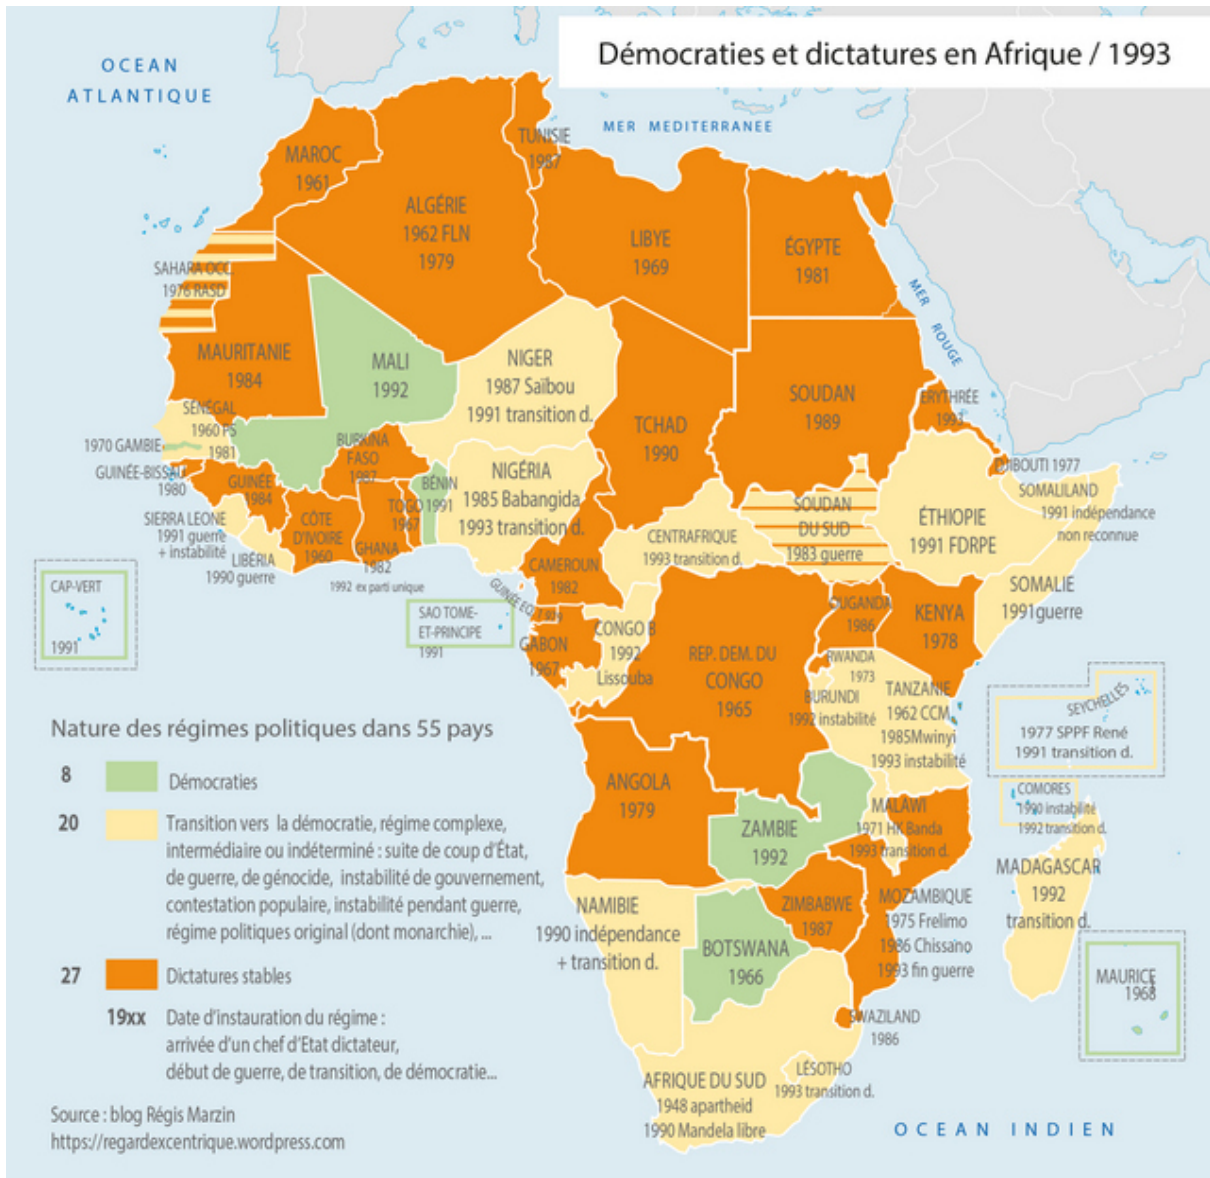 Démocraties et dictatures en Afrique / 1993
OCEAN
ATLANTIQUE
MER MEDITERRANEE
MER ROUGE
MAROC
1961
ALGÉRIE
1962 FLN
1979
TUNISIE
1987
LIBYE
1969
ÉGYPTE
1981
SAHARA OCC.
1976 RASD
MAURITANIE
1984
MALI
1992
NIGER
1987 Saïbou
1991 transition d.
TCHAD
1990
SOUDAN
1989
ERYTHRÉE
1993
SÉNÉGAL
1960 PS
1981
1970 GAMBIE
GUINÉE-BISSAU
1980
GUINÉE
1984
BURKINA
FASO
1987
BÉNIN
1991
NIGÉRIA
1985 Babangida
1993 transition d.
DJIBOUTI 1977
SOMALILAND
1991 indépendance
non reconnue
SIERRA LEONE
1991 guerre
+ instabilité
LIBÉRIA
1990 guerre
CÔTE
D'IVOIRE
1960
GHANA
1982
1992 ex parti unique
TOGO
1967
CAMEROUN
1982
CENTRAFRIQUE
1993 transition d.
SOUDAN
DU SUD
1983 guerre
ÉTHIOPIE
1991 FDRPE
SOMALIE
1991guerre
CAP-VERT
1991
SAO TOME-
ET-PRINCIPE
1991
GUINÉE EQ. 1979
GABON
1967
CONGO B
1992
Lissouba
REP. DEM. DU
CONGO
1965
OUGANDA
1986
KENYA
1978
RWANDA
1973
BURUNDI
1992 instabilité
TANZANIE
1962 CCM
1985Mwinyi
1993 instabilité
SEYCHELLES
1977 SPPF René
1991 transition d.
COMORES
1990 instabilité
1992 transition d.
ANGOLA
1979
ZAMBIE
1992
MALAWI
1971 HK Banda
1993 transition d.
MADAGASCAR
1992
transition d.
NAMIBIE
1990 indépendance
+ transition d.
ZIMBABWE
1987
MOZAMBIQUE
1975 Frelimo
1986 Chissano
1993 fin guerre
BOTSWANA
1966
MAURICE
1968
SWAZILAND
1986
LÉSOTHO
1993 transition d.
AFRIQUE DU SUD
1948 apartheid
1990 Mandela libre
OCEAN INDIEN
Nature des régimes politiques dans 55 pays
8 Démocraties
20 Transition vers la démocratie, régime complexe,
intermédiaire ou indéterminé : suite de coup d'État,
de guerre, de génocide, instabilité de gouvernement,
contestation populaire, instabilité pendant guerre,
régime politiques original (dont monarchie), ...
27 Dictatures stables
19xx Date d'instauration du régime :
arrivée d'un chef d'Etat dictateur,
début de guerre, de transition, de démocratie...
Source : blog Régis Marzin
https://regardexcentrique.wordpress.com